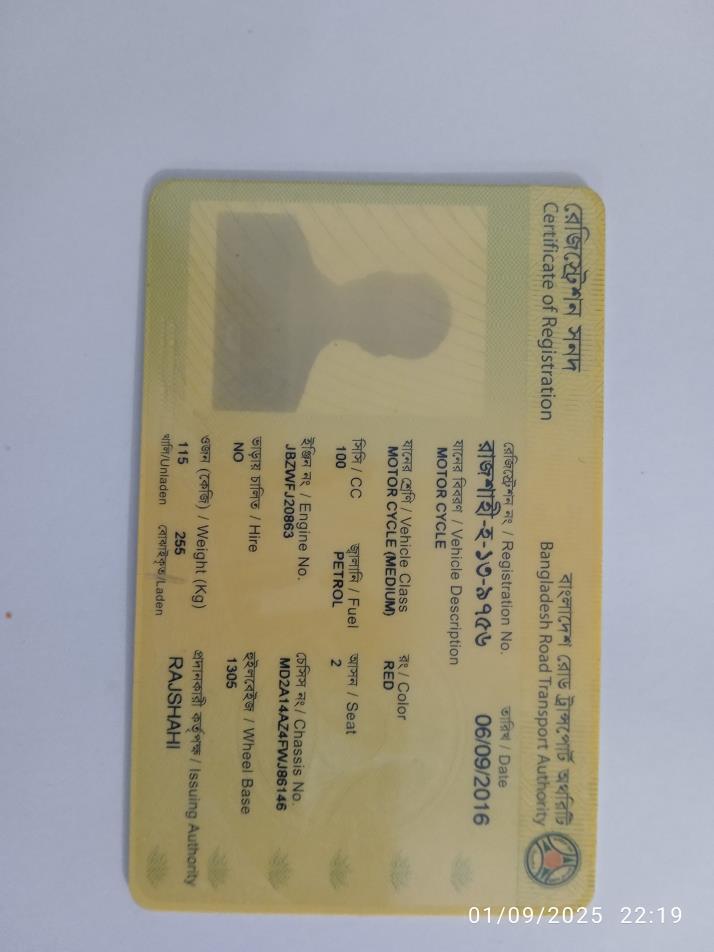 রেজিস্ট্রেশন সনদ বাংলাদেশ রোড ট্রান্সপোর্ট অথরিটি
Certificate of Registration Bangladesh Road Transport Authority
রেজিস্ট্রেশন নং / Registration No. তারিখ / Date
রাজশাহী-হ-১৩-৯৭৫৬ 06/09/2016
যানের বিবরণ / Vehicle Description
MOTOR CYCLE
যানের শ্রেণি / Vehicle Class রং / Color
MOTOR CYCLE (MEDIUM) RED
সিসি / CC জ্বালানি / Fuel আসন / Seat
100 PETROL 2
ইঞ্জিন নং / Engine No. চেসিস নং / Chassis No.
JBZWFJ20863 MD2A14AZ4FWJ86146
ভাড়ায় চালিত / Hire হুইলবেইজ / Wheel Base
NO 1305
ওজন (কেজি) / Weight (Kg) প্রদানকারী কর্তৃপক্ষ / Issuing Authority
115 255 RAJSHAHI
খালি/Unladen বোঝাইকৃত/Laden
01/09/2025 22:19